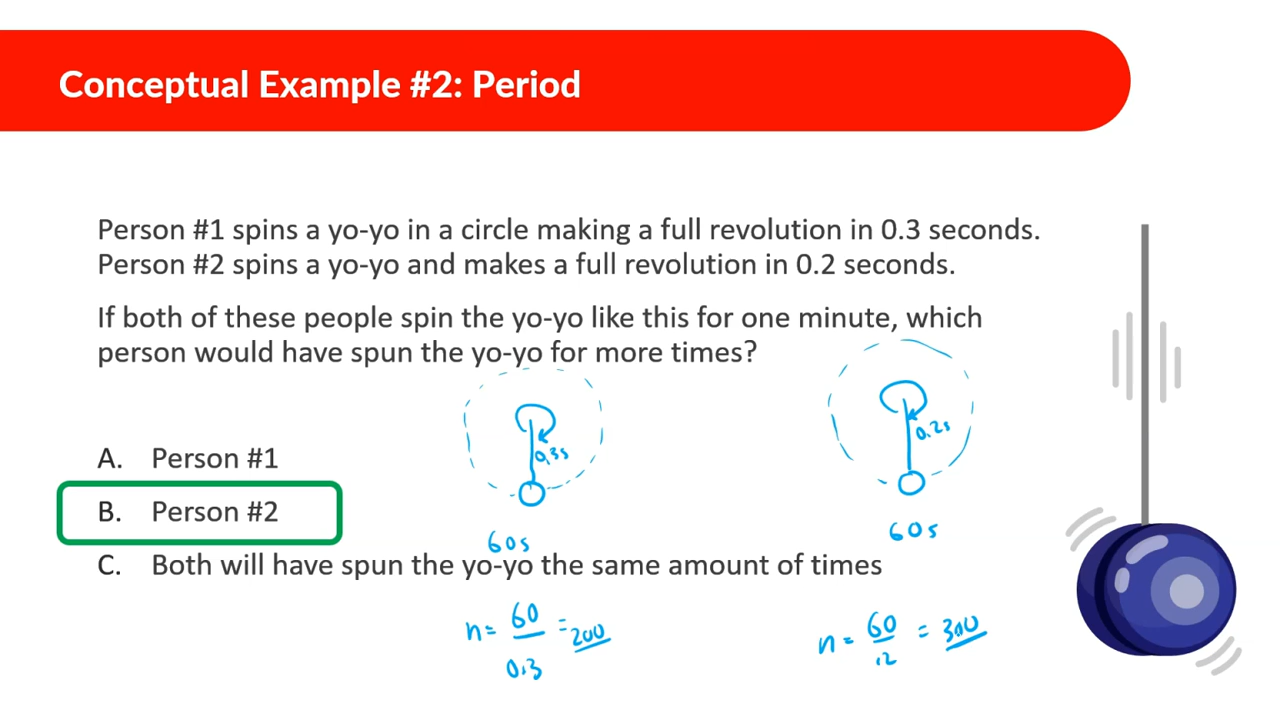 Conceptual Example #2: Period
Person #1 spins a yo-yo in a circle making a full revolution in 0.3 seconds.
Person #2 spins a yo-yo and makes a full revolution in 0.2 seconds.
If both of these people spin the yo-yo like this for one minute, which
person would have spun the yo-yo for more times?
0.3s
0.2s
A. Person #1
B. Person #2
60s
60s
C. Both will have spun the yo-yo the same amount of times
n = 60 / 0.3 = 200
n = 60 / .2 = 300